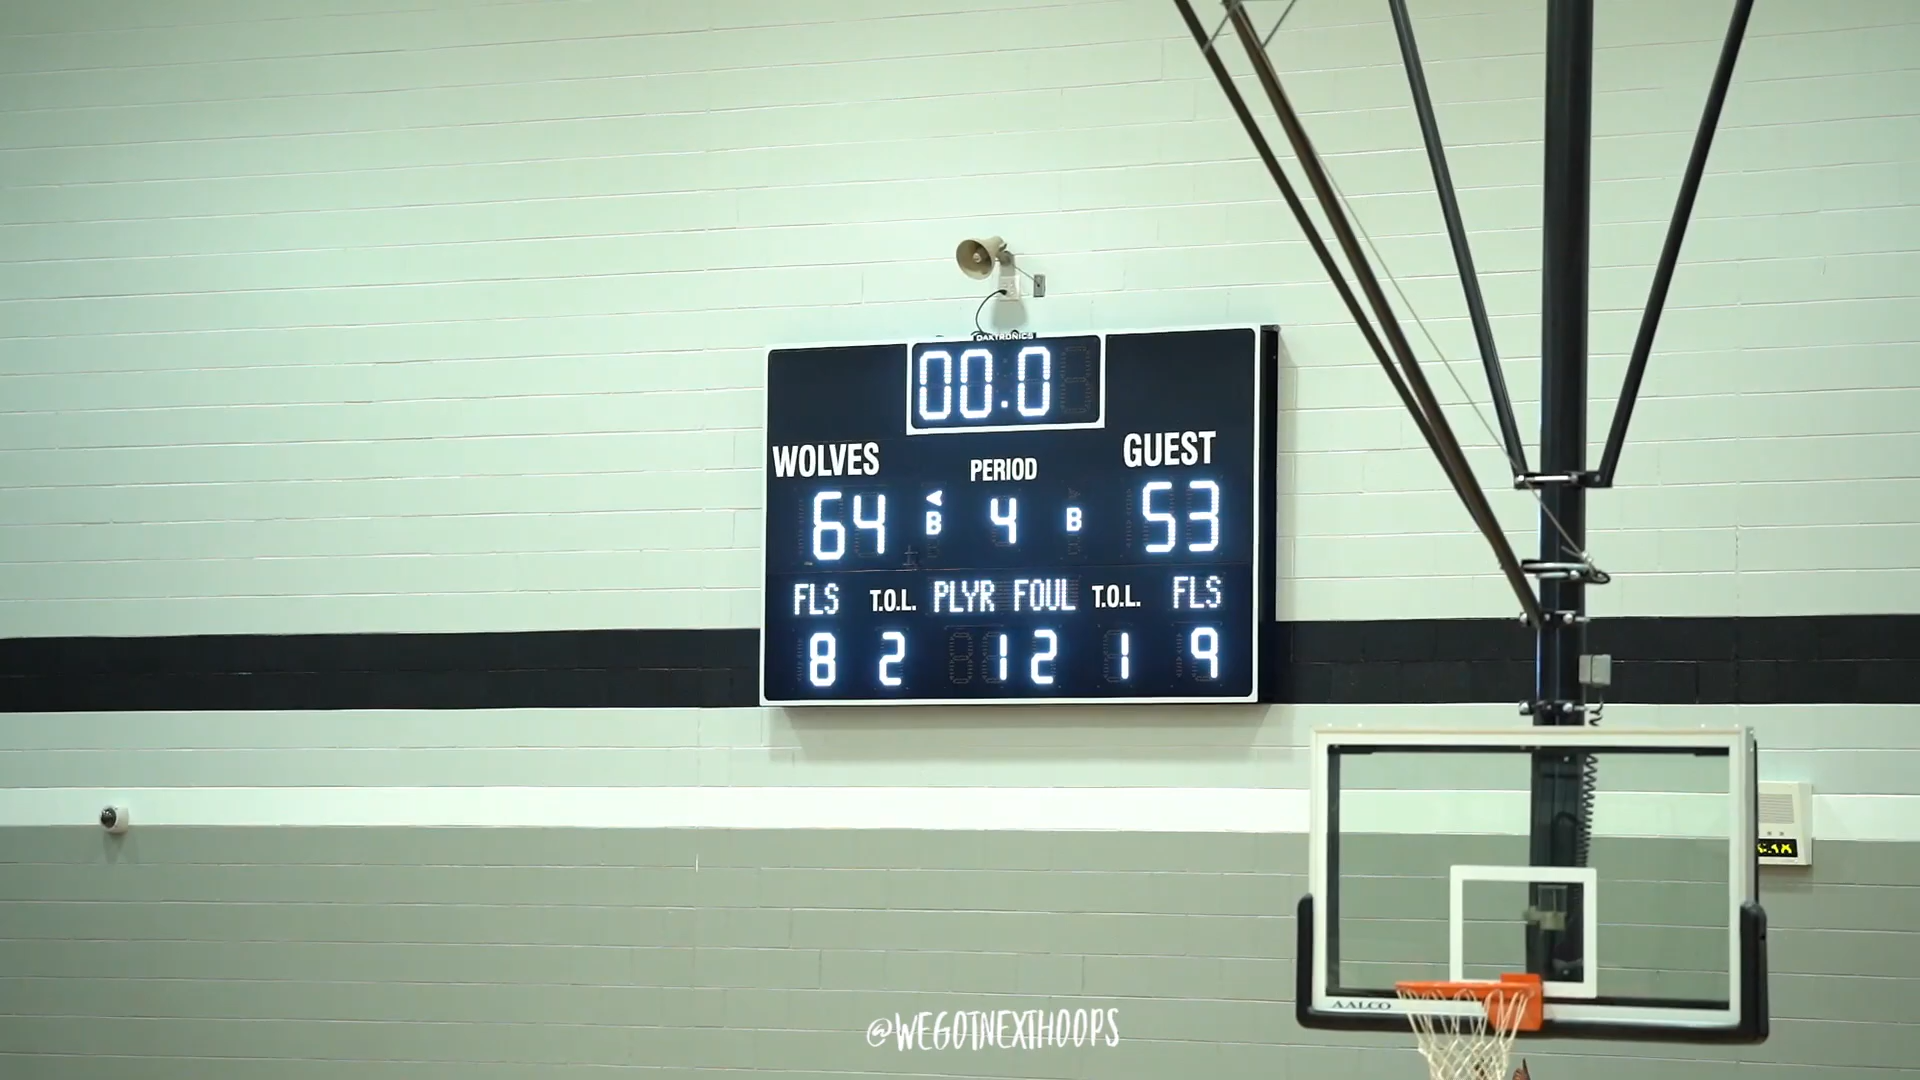 DAKTRONICS
00.0
WOLVES
PERIOD
GUEST
64
B
4
B
53
FLS
T.O.L.
PLYR FOUL
T.O.L.
FLS
8
2
12
1
9
AALCO
@WEGOTNEXTHOOPS